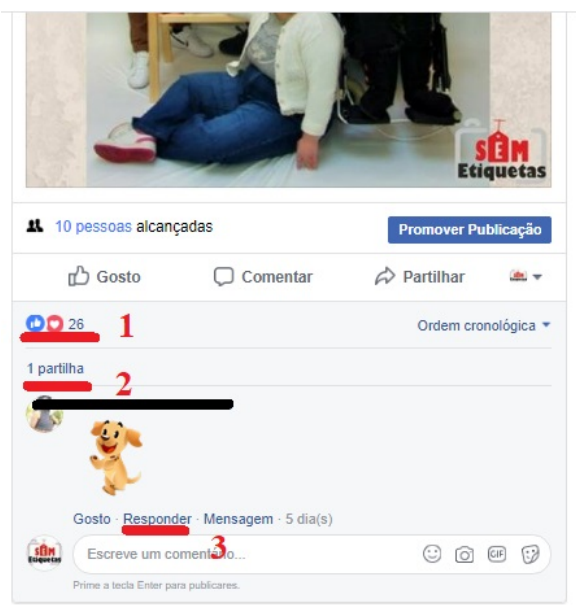 SEM
Etiquetas
10 pessoas alcançadas
Promover Publicação
Gosto Comentar Partilhar
26 1 Ordem cronológica
1 partilha
2
Gosto · Responder · Mensagem · 5 dia(s)
3
SEM
Etiquetas
Escreve um comentário... GIF
Prime a tecla Enter para publicares.